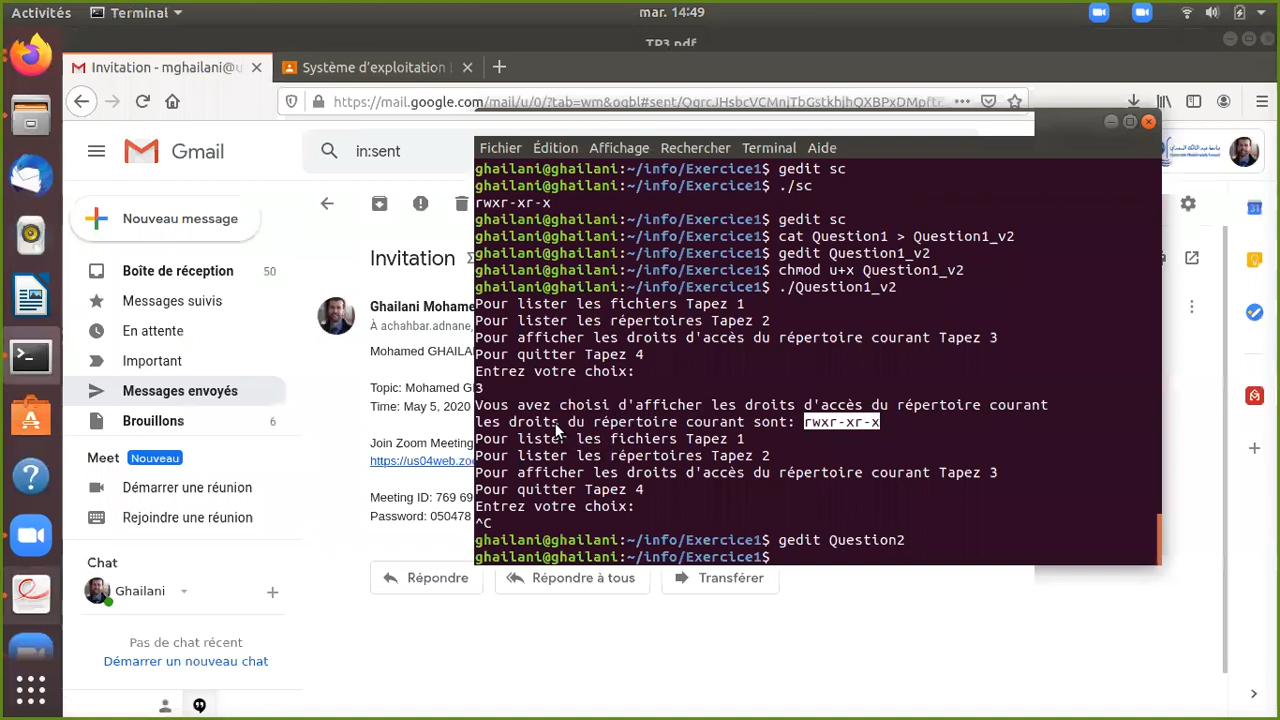 Activités
Terminal
mar. 14:49
TP3.pdf
Invitation - mghailani@u
Système d'exploitation
in:sent
Gmail
Nouveau message
Boîte de réception 50
Messages suivis
En attente
Important
Messages envoyés
Brouillons 6
Meet Nouveau
Démarrer une réunion
Rejoindre une réunion
Chat
Ghailani
Pas de chat récent
Démarrer un nouveau chat
Invitation
Ghailani Mohame
À achahbar.adnane,
Mohamed GHAILA
Topic: Mohamed G
Time: May 5, 2020
Join Zoom Meeting
https://us04web.zo
Meeting ID: 769 69
Password: 050478
Répondre
Répondre à tous
Transférer
Fichier Édition Affichage Rechercher Terminal Aide
ghailani@ghailani:~/info/Exercice1$ gedit sc
ghailani@ghailani:~/info/Exercice1$ ./sc
rwxr-xr-x
ghailani@ghailani:~/info/Exercice1$ gedit sc
ghailani@ghailani:~/info/Exercice1$ cat Question1 > Question1_v2
ghailani@ghailani:~/info/Exercice1$ gedit Question1_v2
ghailani@ghailani:~/info/Exercice1$ chmod u+x Question1_v2
ghailani@ghailani:~/info/Exercice1$ ./Question1_v2
Pour lister les fichiers Tapez 1
Pour lister les répertoires Tapez 2
Pour afficher les droits d'accès du répertoire courant Tapez 3
Pour quitter Tapez 4
Entrez votre choix:
3
Vous avez choisi d'afficher les droits d'accès du répertoire courant
les droits du répertoire courant sont: rwxr-xr-x
Pour lister les fichiers Tapez 1
Pour lister les répertoires Tapez 2
Pour afficher les droits d'accès du répertoire courant Tapez 3
Pour quitter Tapez 4
Entrez votre choix:
^C
ghailani@ghailani:~/info/Exercice1$ gedit Question2
ghailani@ghailani:~/info/Exercice1$